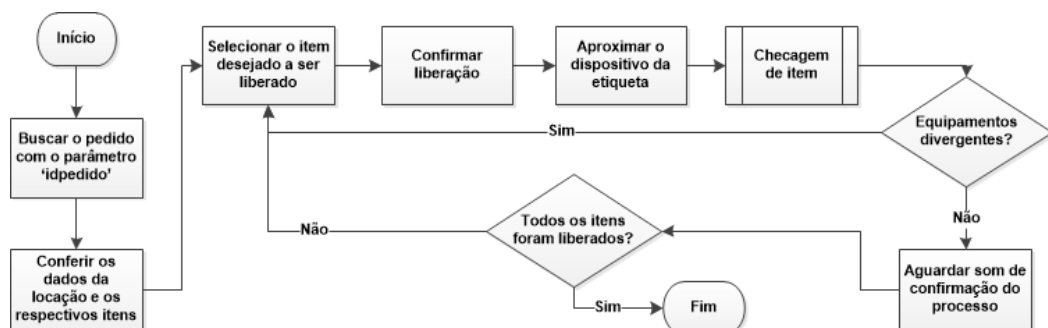 Início
Buscar o pedido
com o parâmetro
‘idpedido’
Conferir os
dados da
locação e os
respectivos itens
Selecionar o item
desejado a ser
liberado
Confirmar
liberação
Aproximar o
dispositivo da
etiqueta
Checagem
de item
Equipamentos
divergentes?
Sim
Não
Aguardar som de
confirmação do
processo
Todos os itens
foram liberados?
Não
Sim
Fim